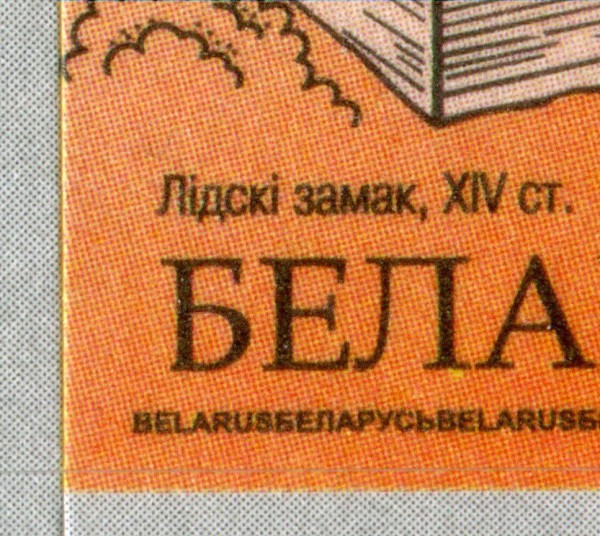 Лідскі замак, XIV ст.
БЕЛА
BELARUSБЕЛАРУСЬBELARUSБ